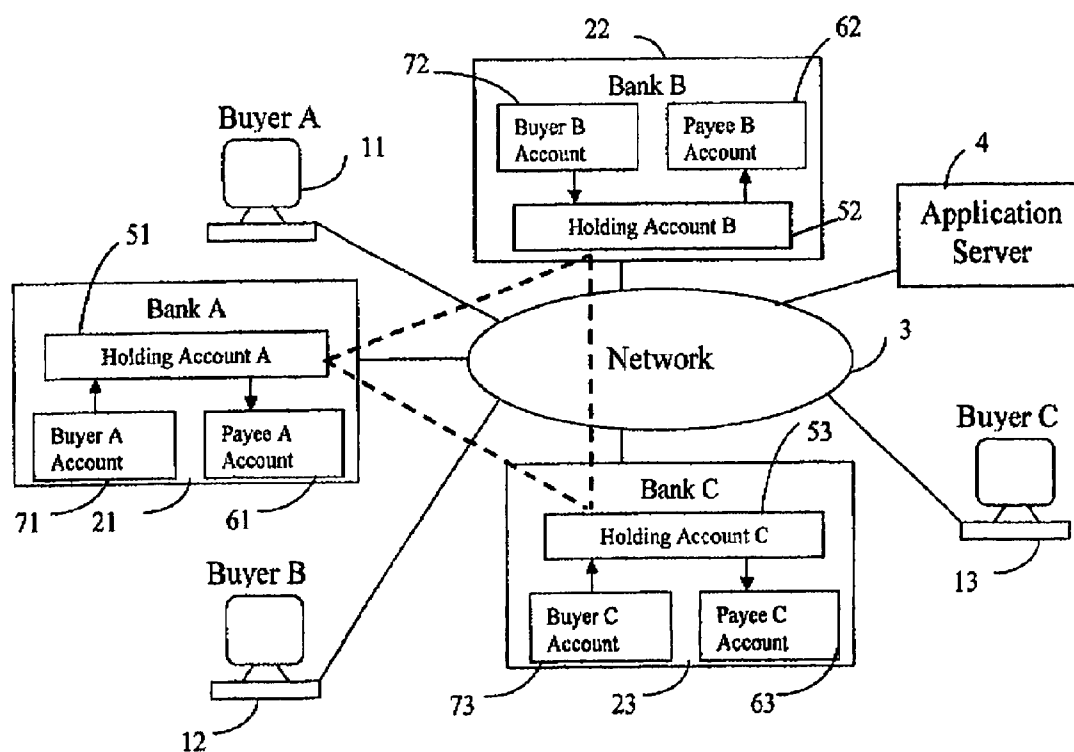 22
62
72
Bank B
Buyer A
Buyer B
Account
Payee B
Account
11
4
Application
Server
51
Holding Account B
52
Bank A
Holding Account A
Network
3
Buyer A
Account
Payee A
Account
53
Buyer C
71
21
61
Bank C
Holding Account C
13
Buyer B
Buyer C
Account
Payee C
Account
12
73
23
63